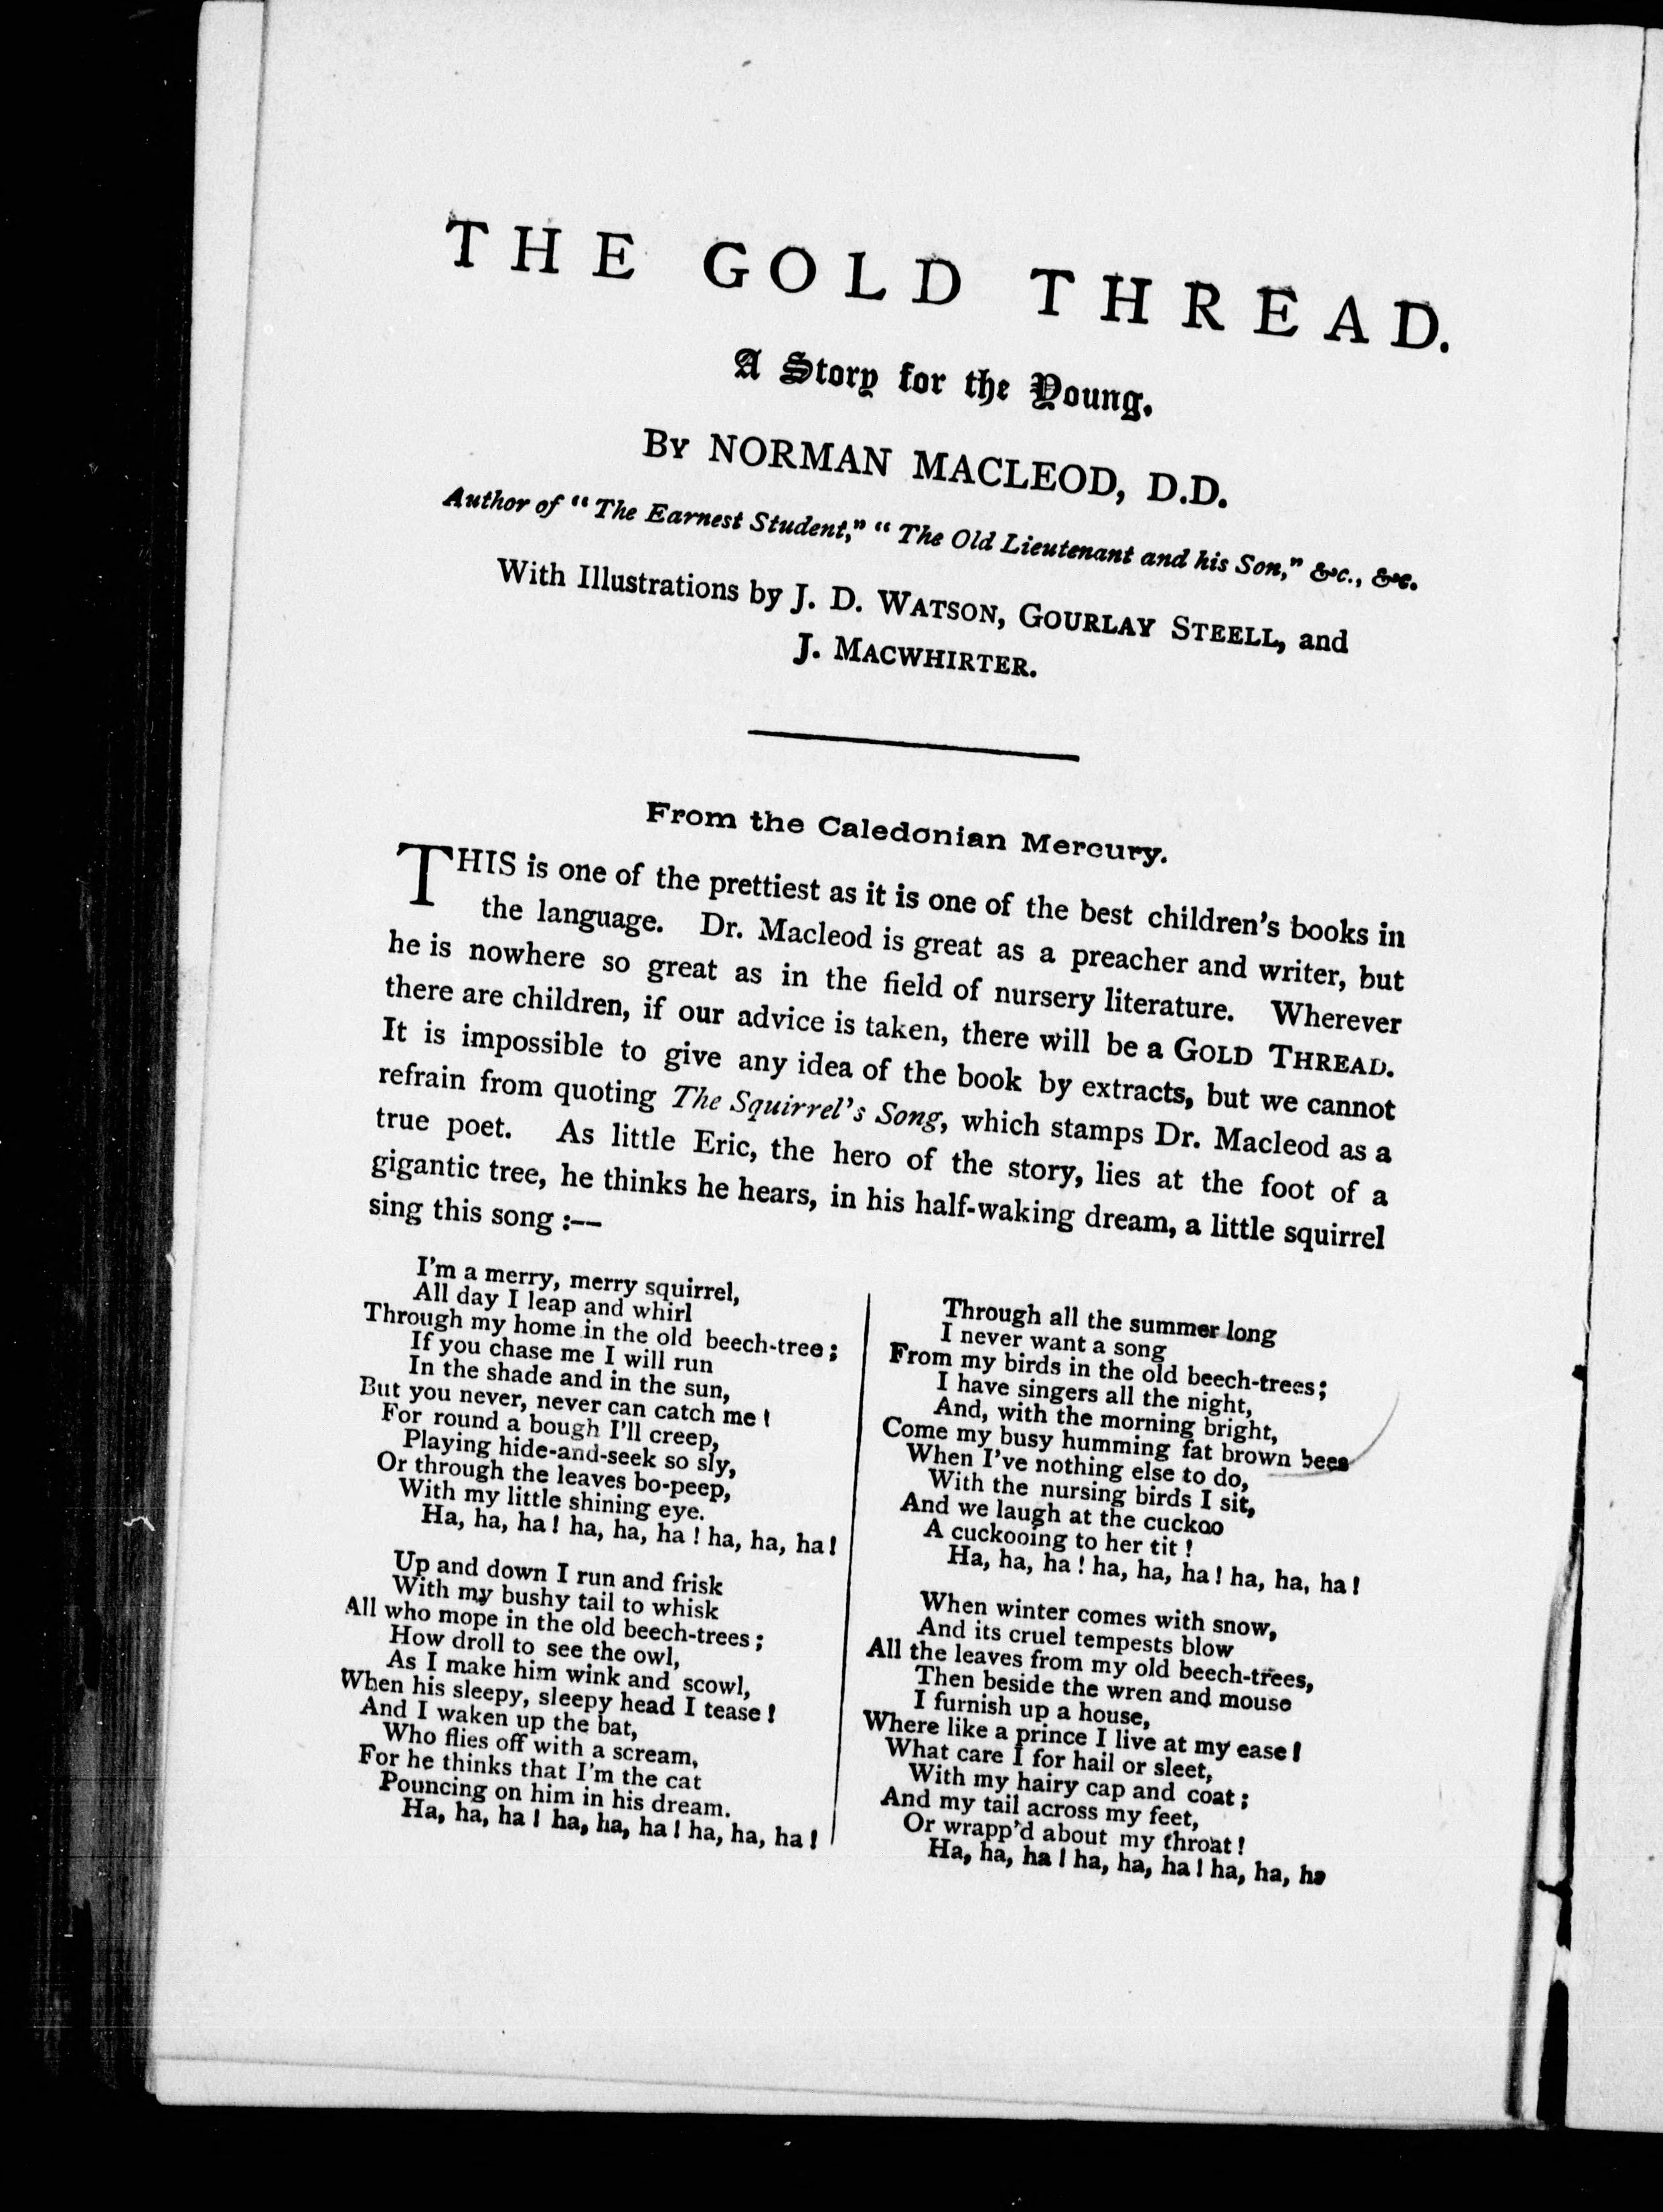 THE GOLD THREAD.
A Story for the Young.
By NORMAN MACLEOD, D.D.
Author of "The Earnest Student," "The Old Lieutenant and his Son," &c., &c.
With Illustrations by J. D. WATSON, GOURLAY STEELL, and
J. MACWHIRTER.
From the Caledonian Mercury.
THIS is one of the prettiest as it is one of the best children's books in
the language. Dr. Macleod is great as a preacher and writer, but
he is nowhere so great as in the field of nursery literature. Wherever
there are children, if our advice is taken, there will be a GOLD THREAD.
It is impossible to give any idea of the book by extracts, but we cannot
refrain from quoting The Squirrel's Song, which stamps Dr. Macleod as a
true poet. As little Eric, the hero of the story, lies at the foot of a
gigantic tree, he thinks he hears, in his half-waking dream, a little squirrel
sing this song :--
I'm a merry, merry squirrel,
All day I leap and whirl
Through my home in the old beech-tree;
If you chase me I will run
In the shade and in the sun,
But you never, never can catch me!
For round a bough I'll creep,
Playing hide-and-seek so sly,
Or through the leaves bo-peep,
With my little shining eye.
Ha, ha, ha! ha, ha, ha! ha, ha, ha!
Up and down I run and frisk
With my bushy tail to whisk
All who mope in the old beech-trees;
How droll to see the owl,
As I make him wink and scowl,
When his sleepy, sleepy head I tease!
And I waken up the bat,
Who flies off with a scream,
For he thinks that I'm the cat
Pouncing on him in his dream.
Ha, ha, ha! ha, ha, ha! ha, ha, ha!
Through all the summer long
I never want a song
From my birds in the old beech-trees;
I have singers all the night,
And, with the morning bright,
Come my busy humming fat brown bees
When I've nothing else to do,
With the nursing birds I sit,
And we laugh at the cuckoo
A cuckooing to her tit!
Ha, ha, ha! ha, ha, ha! ha, ha, ha!
When winter comes with snow,
And its cruel tempests blow
All the leaves from my old beech-trees,
Then beside the wren and mouse
I furnish up a house,
Where like a prince I live at my ease!
What care I for hail or sleet,
With my hairy cap and coat;
And my tail across my feet,
Or wrapp'd about my throat!
Ha, ha, ha! ha, ha, ha! ha, ha, ha